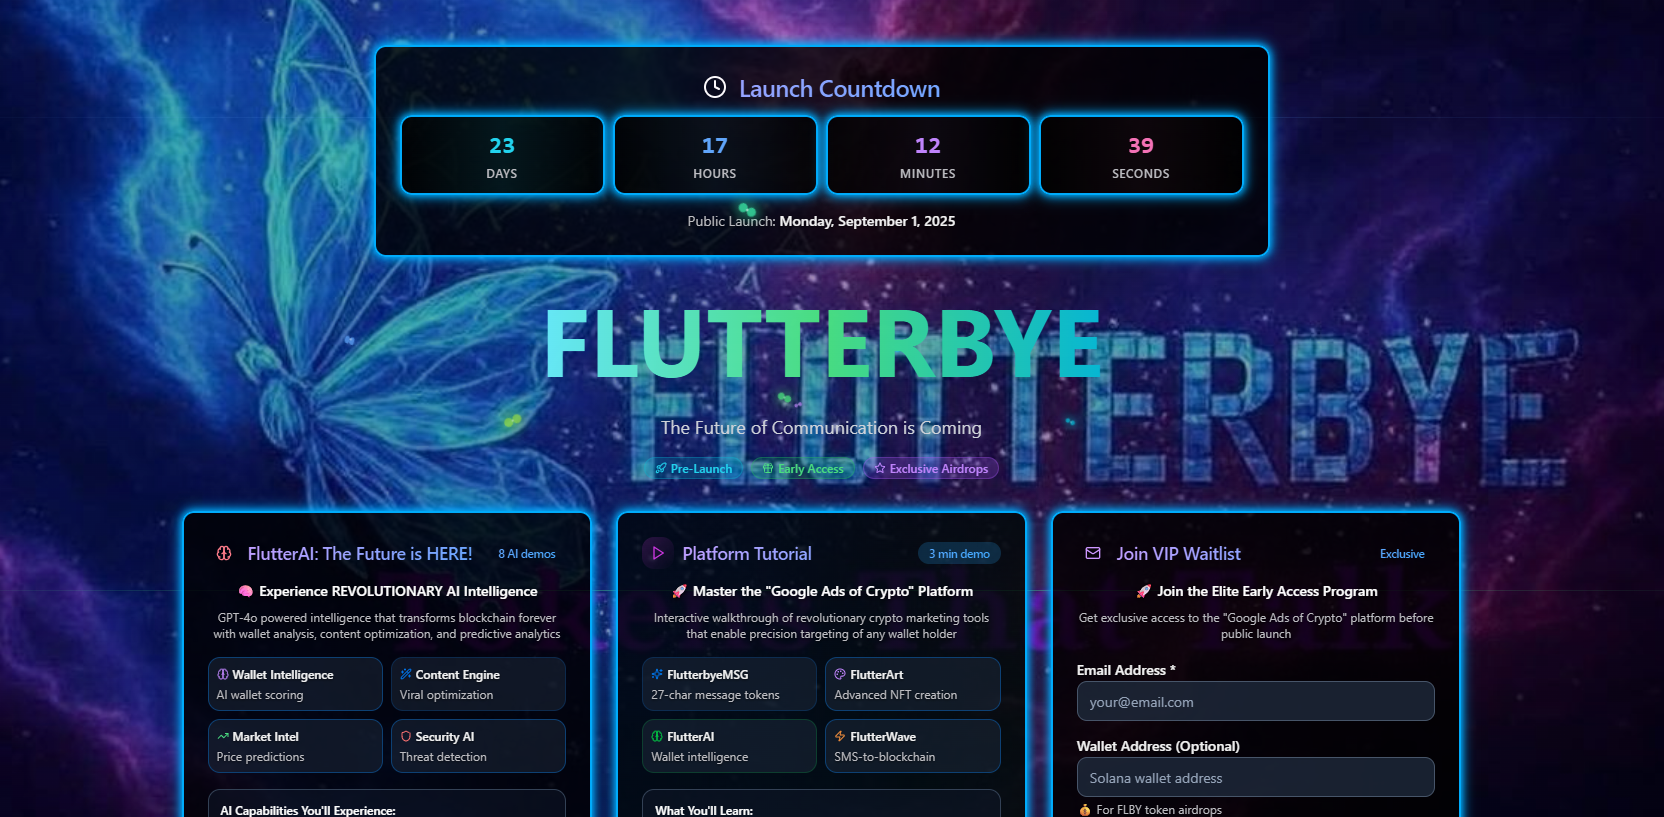 Launch Countdown
23
DAYS
17
HOURS
12
MINUTES
39
SECONDS
Public Launch: Monday, September 1, 2025
FLUTTERBYE
FLUTTERBYE
The Future of Communication is Coming
Pre-Launch
Early Access
Exclusive Airdrops
FlutterAI: The Future is HERE!
8 AI demos
🧠 Experience REVOLUTIONARY AI Intelligence
GPT-4o powered intelligence that transforms blockchain forever
with wallet analysis, content optimization, and predictive analytics
Wallet Intelligence
AI wallet scoring
Content Engine
Viral optimization
Market Intel
Price predictions
Security AI
Threat detection
AI Capabilities You'll Experience:
Platform Tutorial
3 min demo
🚀 Master the "Google Ads of Crypto" Platform
Interactive walkthrough of revolutionary crypto marketing tools
that enable precision targeting of any wallet holder
FlutterbyeMSG
27-char message tokens
FlutterArt
Advanced NFT creation
FlutterAI
Wallet intelligence
FlutterWave
SMS-to-blockchain
What You'll Learn:
Join VIP Waitlist
Exclusive
🚀 Join the Elite Early Access Program
Get exclusive access to the "Google Ads of Crypto" platform before
public launch
Email Address *
your@email.com
Wallet Address (Optional)
Solana wallet address
💰 For FLBY token airdrops